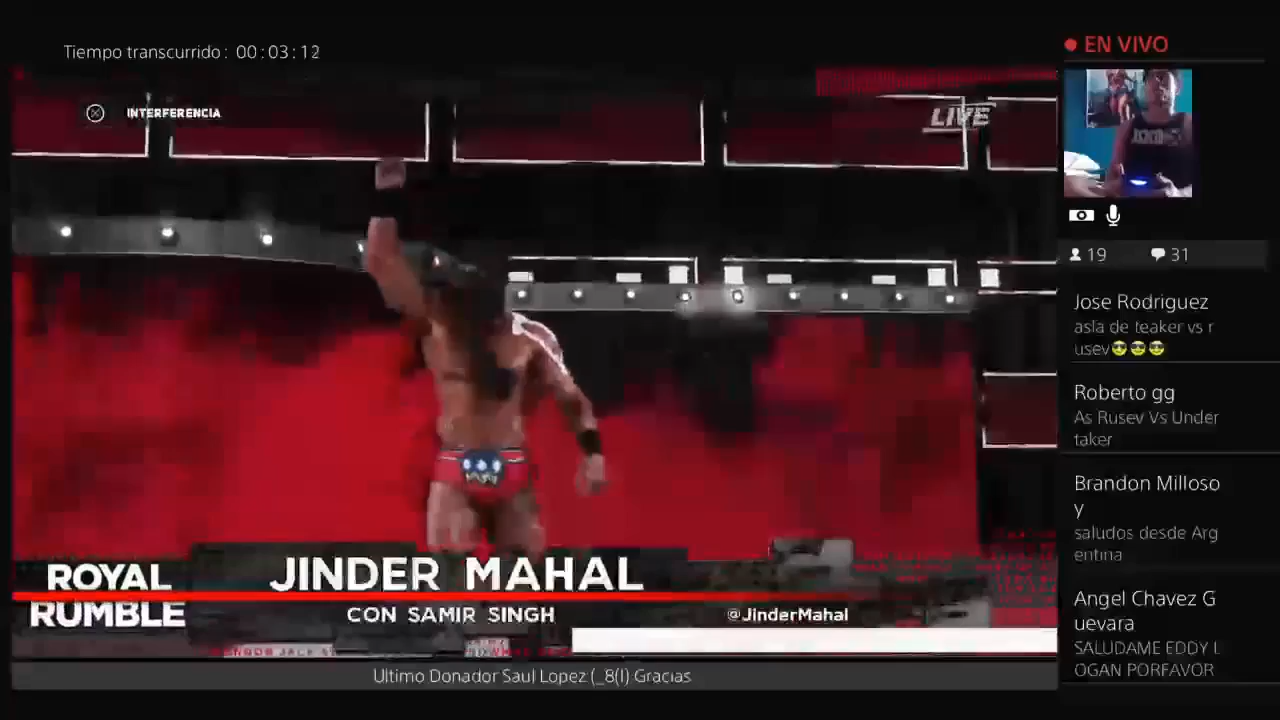 Tiempo transcurrido: 00:03:12
EN VIVO
INTERFERENCIA
LIVE
19 31
Jose Rodriguez
asla de teaker vs r
usev😎😎😎
Roberto gg
As Rusev Vs Under
taker
Brandon Milloso
y
saludos desde Arg
entina
Angel Chavez G
uevara
SALUDAME EDDY L
OGAN PORFAVOR
ROYAL
RUMBLE
JINDER MAHAL
CON SAMIR SINGH
@JinderMahal
Ultimo Donador Saul Lopez (_8(l) Gracias